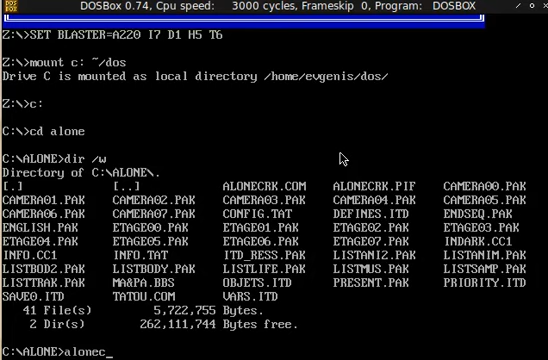 DOSBox 0.74, Cpu speed:    3000 cycles, Frameskip  0, Program:   DOSBOX
Z:\>SET BLASTER=A220 I7 D1 H5 T6
Z:\>mount c: ~/dos
Drive C is mounted as local directory /home/evgenis/dos/
Z:\>c:
C:\>cd alone
C:\ALONE>dir /w
Directory of C:\ALONE\.
[.]              [..]             ALONECRK.COM     ALONECRK.PIF     CAMERA00.PAK
CAMERA01.PAK     CAMERA02.PAK     CAMERA03.PAK     CAMERA04.PAK     CAMERA05.PAK
CAMERA06.PAK     CAMERA07.PAK     CONFIG.TAT       DEFINES.ITD      ENDSEQ.PAK
ENGLISH.PAK      ETAGE00.PAK      ETAGE01.PAK      ETAGE02.PAK      ETAGE03.PAK
ETAGE04.PAK      ETAGE05.PAK      ETAGE06.PAK      ETAGE07.PAK      INDARK.CC1
INFO.CC1         INFO.TAT         ITD_RESS.PAK     LISTANI2.PAK     LISTANIM.PAK
LISTBOD2.PAK     LISTBODY.PAK     LISTLIFE.PAK     LISTMUS.PAK      LISTSAMP.PAK
LISTTRAK.PAK     MA&PA.BBS        OBJETS.ITD       PRESENT.PAK      PRIORITY.ITD
SAVE0.ITD        TATOU.COM        VARS.ITD
41 File(s)        5,722,755 Bytes.
2 Dir(s)      262,111,744 Bytes free.
C:\ALONE>alonec_